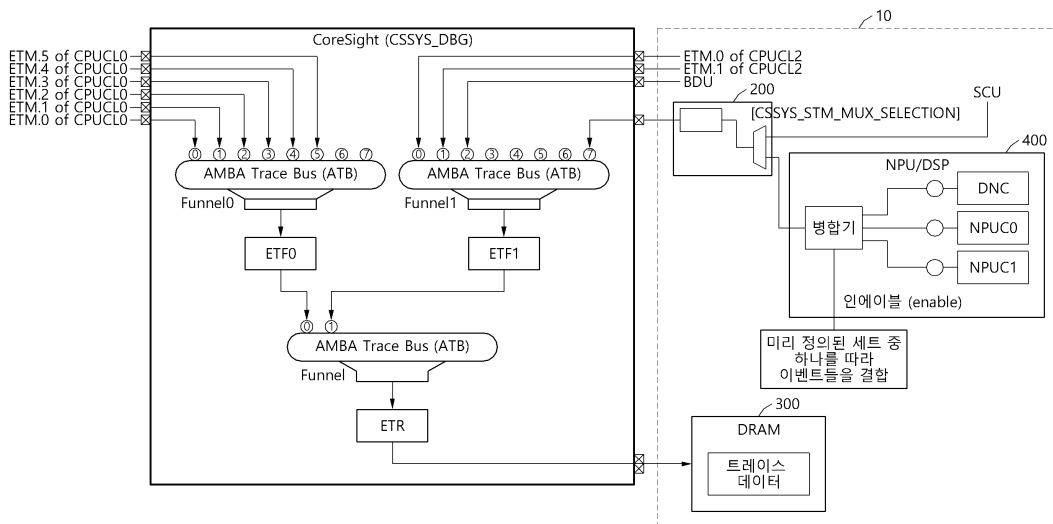 10
CoreSight (CSSYS_DBG)
ETM.5 of CPUCL0
ETM.4 of CPUCL0
ETM.3 of CPUCL0
ETM.2 of CPUCL0
ETM.1 of CPUCL0
ETM.0 of CPUCL0
ETM.0 of CPUCL2
ETM.1 of CPUCL2
BDU
200
[CSSYS_STM_MUX_SELECTION]
SCU
400
0 1 2 3 4 5 6 7
0 1 2 3 4 5 6 7
AMBA Trace Bus (ATB)
AMBA Trace Bus (ATB)
Funnel0
Funnel1
NPU/DSP
DNC
병합기
NPUC0
NPUC1
인에이블 (enable)
ETF0
ETF1
0 1
AMBA Trace Bus (ATB)
Funnel
미리 정의된 세트 중
하나를 따라
이벤트들을 결합
ETR
300
DRAM
트레이스
데이터